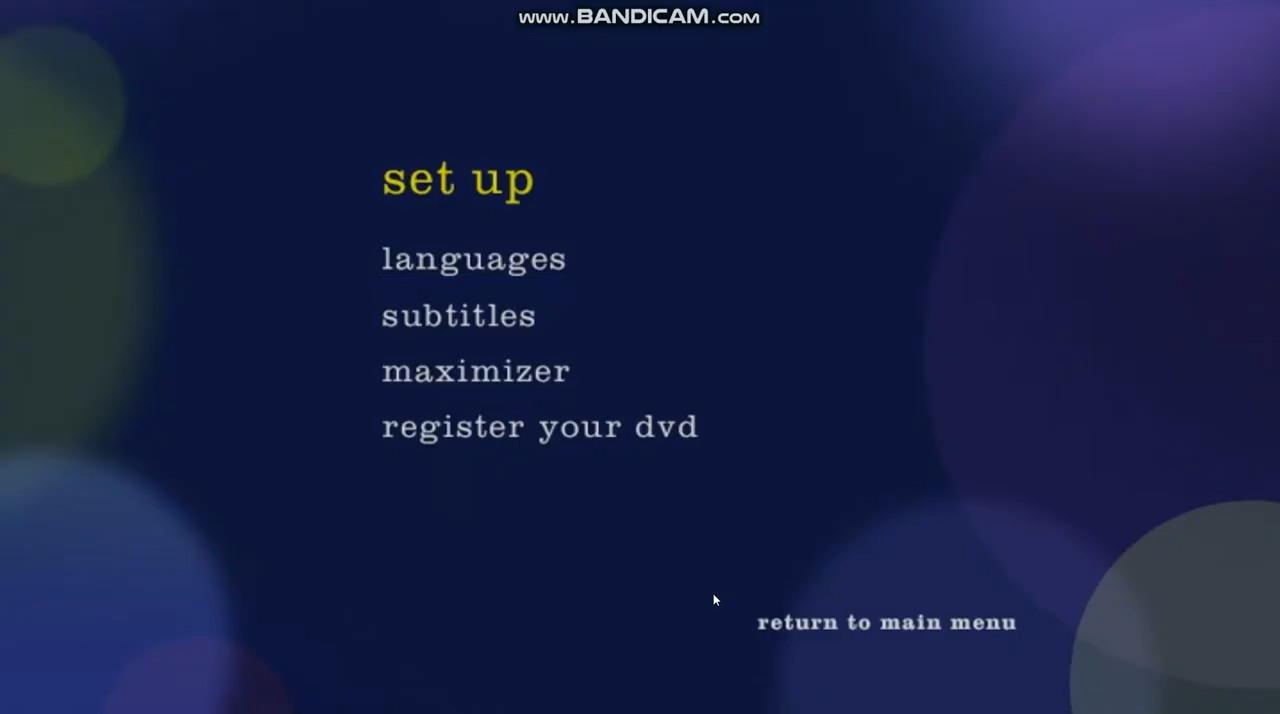 www.BANDICAM.com
set up
languages
subtitles
maximizer
register your dvd
return to main menu